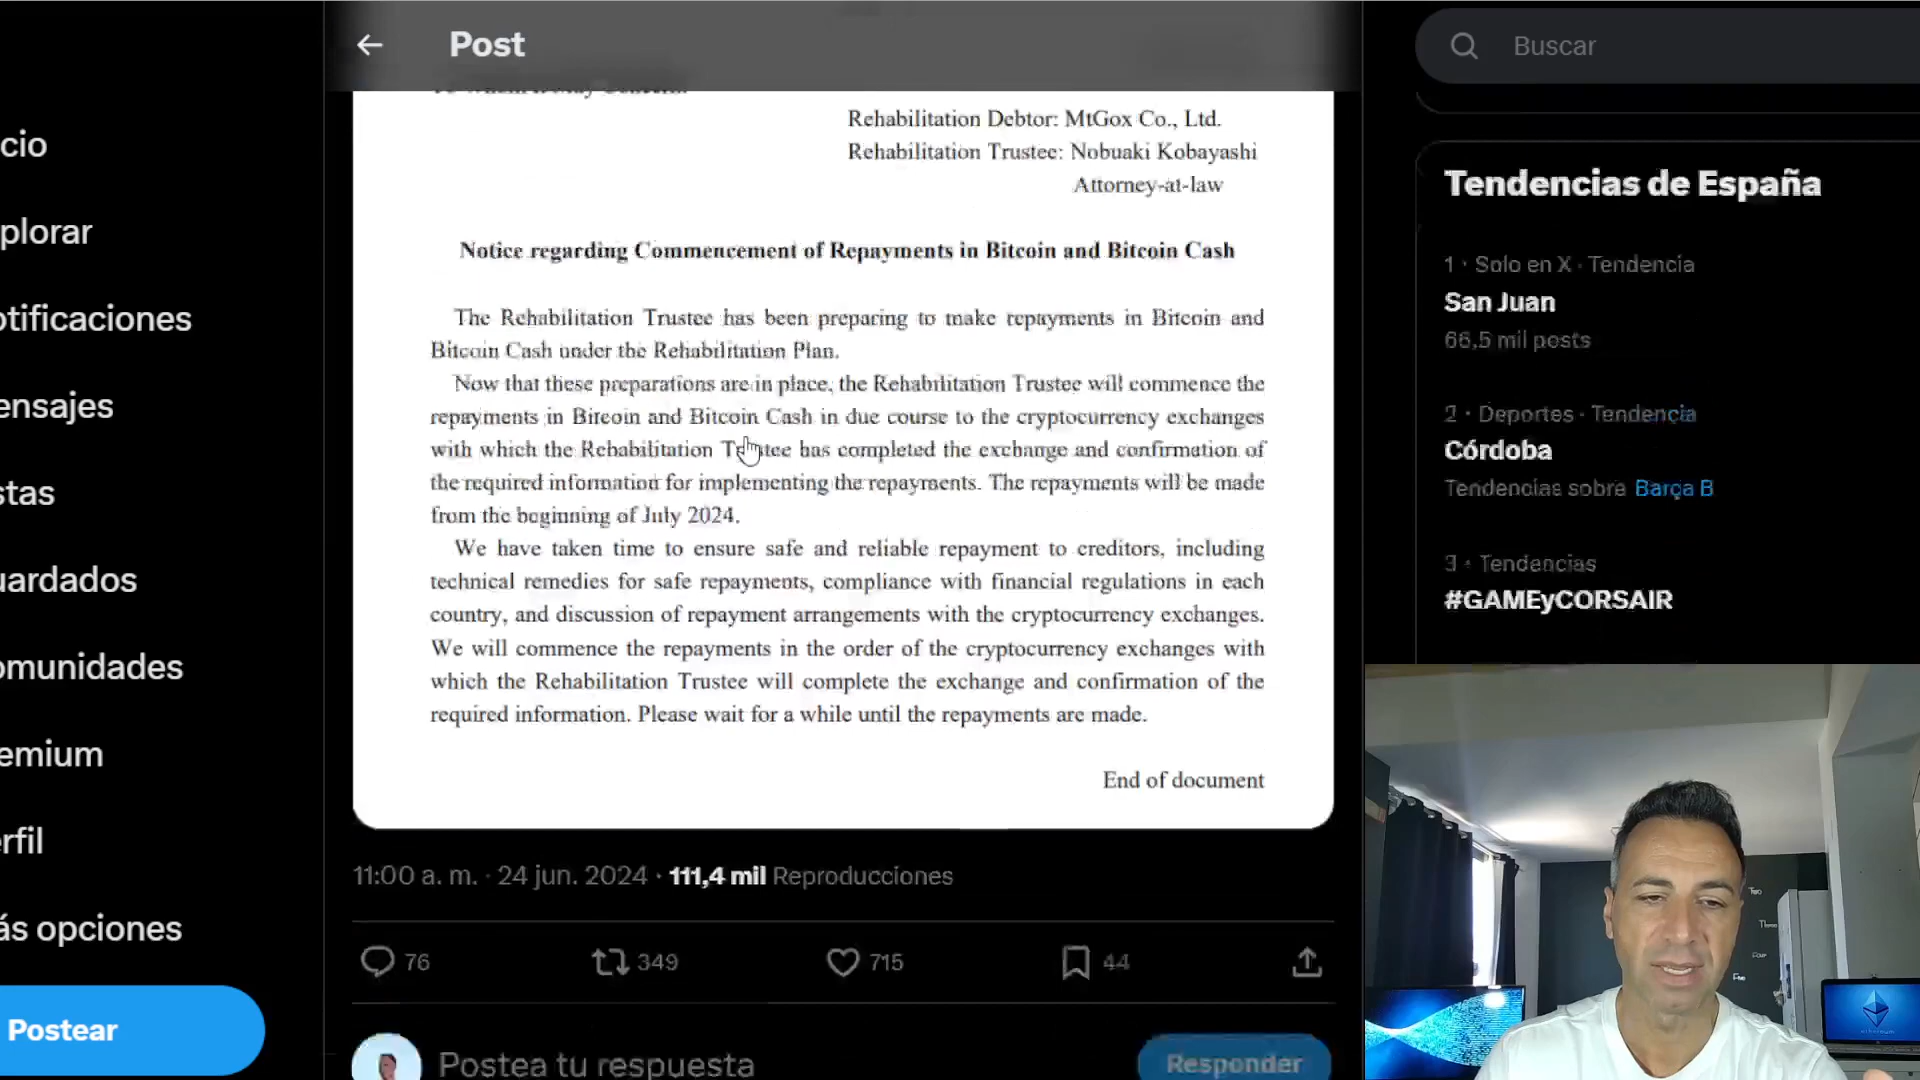 Post
Buscar
Rehabilitation Debtor: MtGox Co., Ltd.
Rehabilitation Trustee: Nobuaki Kobayashi
Attorney-at-law
Notice regarding Commencement of Repayments in Bitcoin and Bitcoin Cash
The Rehabilitation Trustee has been preparing to make repayments in Bitcoin and
Bitcoin Cash under the Rehabilitation Plan.
Now that these preparations are in place, the Rehabilitation Trustee will commence the
repayments in Bitcoin and Bitcoin Cash in due course to the cryptocurrency exchanges
with which the Rehabilitation Trustee has completed the exchange and confirmation of
the required information for implementing the repayments. The repayments will be made
from the beginning of July 2024.
We have taken time to ensure safe and reliable repayment to creditors, including
technical remedies for safe repayments, compliance with financial regulations in each
country, and discussion of repayment arrangements with the cryptocurrency exchanges.
We will commence the repayments in the order of the cryptocurrency exchanges with
which the Rehabilitation Trustee will complete the exchange and confirmation of the
required information. Please wait for a while until the repayments are made.
End of document
11:00 a. m. · 24 jun. 2024 · 111,4 mil Reproducciones
76 349 715 44
Postea tu respuesta
Responder
cio
plorar
otificaciones
ensajes
stas
uardados
omunidades
emium
erfil
ás opciones
Postear
Tendencias de España
1 · Solo en X · Tendencia
San Juan
66,5 mil posts
2 · Deportes · Tendencia
Córdoba
Tendencias sobre Barça B
3 · Tendencias
#GAMEyCORSAIR